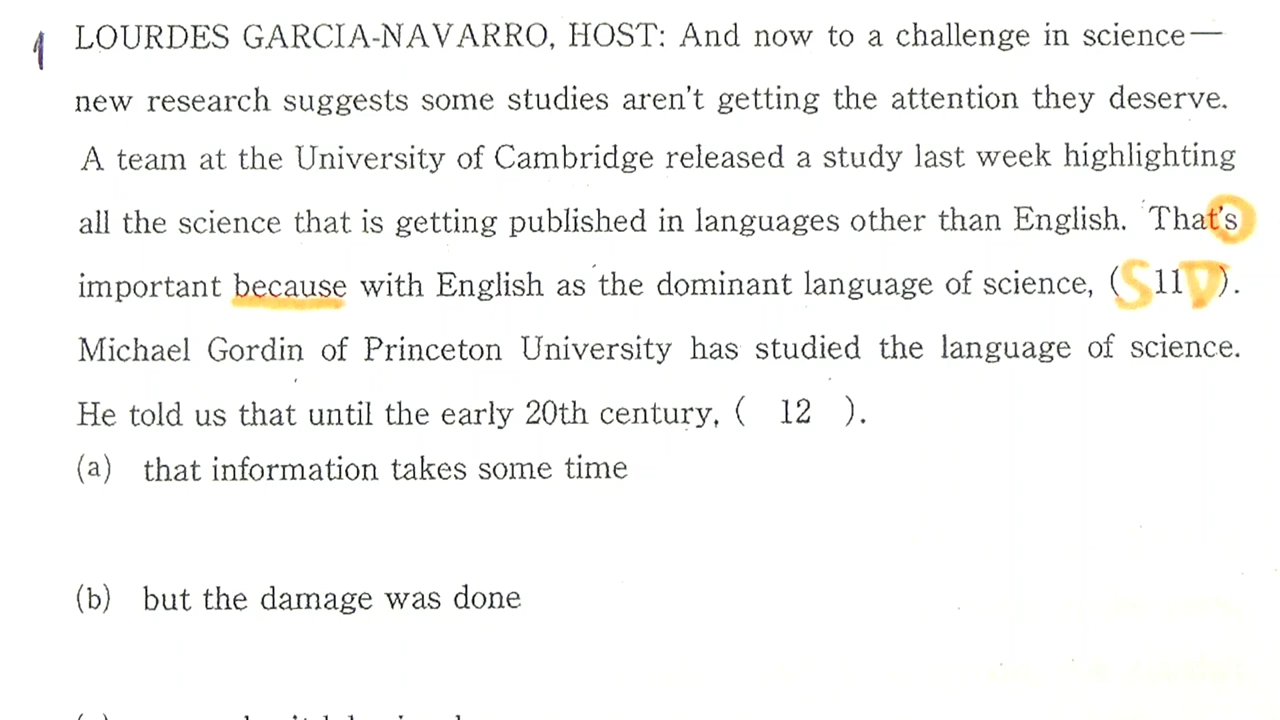 1 LOURDES GARCIA-NAVARRO, HOST: And now to a challenge in science—
new research suggests some studies aren't getting the attention they deserve.
A team at the University of Cambridge released a study last week highlighting
all the science that is getting published in languages other than English. That's
important because with English as the dominant language of science, (S 11 V).
Michael Gordin of Princeton University has studied the language of science.
He told us that until the early 20th century, ( 12 ).
(a) that information takes some time
(b) but the damage was done